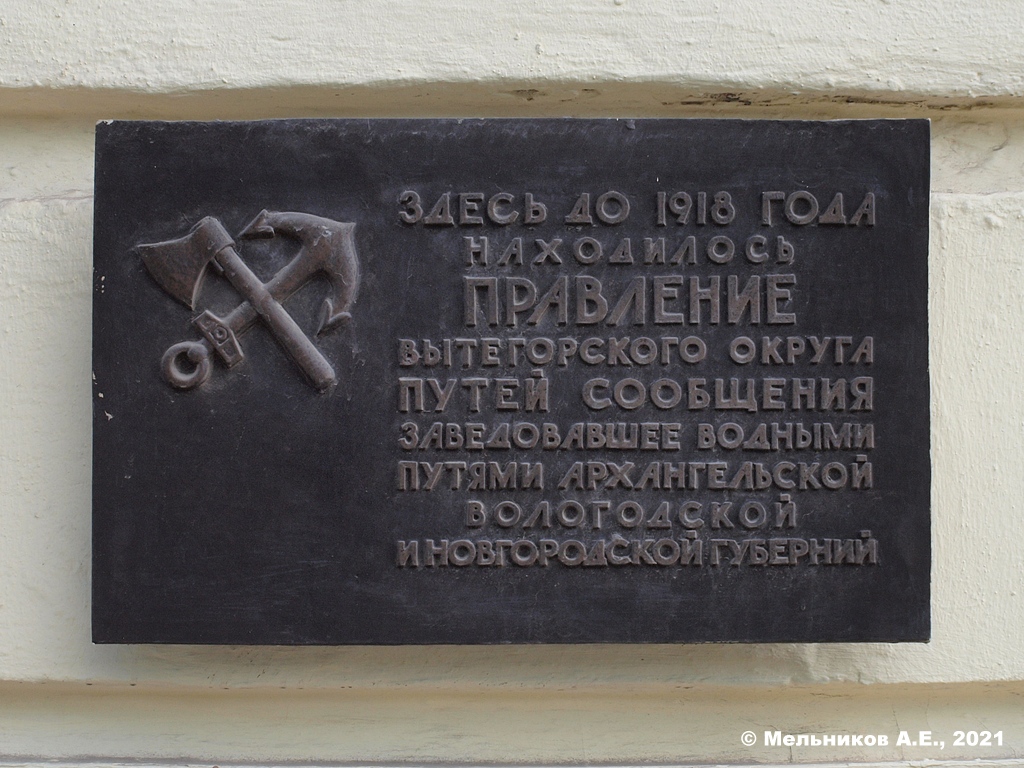 ЗДЕСЬ ДО 1918 ГОДА
НАХОДИЛОСЬ
ПРАВЛЕНИЕ
ВЫТЕГОРСКОГО ОКРУГА
ПУТЕЙ СООБЩЕНИЯ
ЗАВЕДОВАВШЕЕ ВОДНЫМИ
ПУТЯМИ АРХАНГЕЛЬСКОЙ
ВОЛОГОДСКОЙ
И НОВГОРОДСКОЙ ГУБЕРНИЙ
© Мельников А.Е., 2021